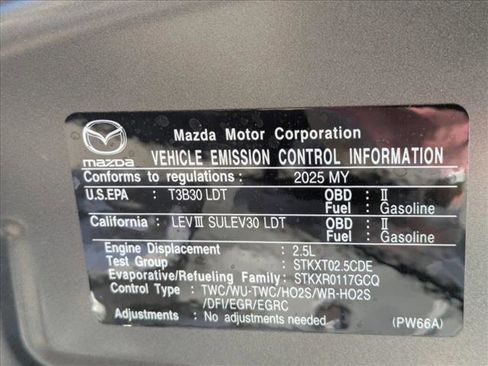 Mazda Motor Corporation
mazda VEHICLE EMISSION CONTROL INFORMATION
Conforms to regulations : 2025 MY
U.S.EPA : T3B30 LDT OBD : II
Fuel : Gasoline
California : LEVIII SULEV30 LDT OBD : II
Fuel : Gasoline
Engine Displacement : 2.5L
Test Group : STKXT02.5CDE
Evaporative/Refueling Family : STKXR0117GCQ
Control Type : TWC/WU-TWC/HO2S/WR-HO2S
/DFI/EGR/EGRC
Adjustments : No adjustments needed (PW66A)